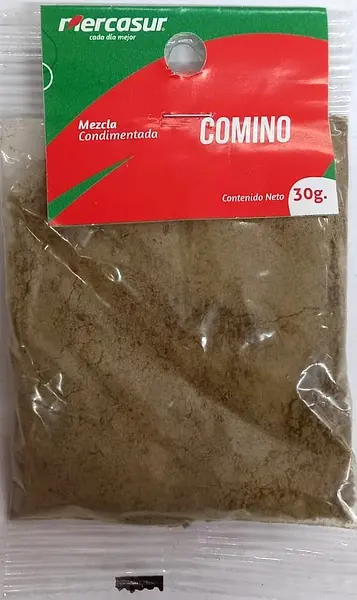 mercasur
cada día mejor
Mezcla
Condimentada
COMINO
Contenido Neto 30g.